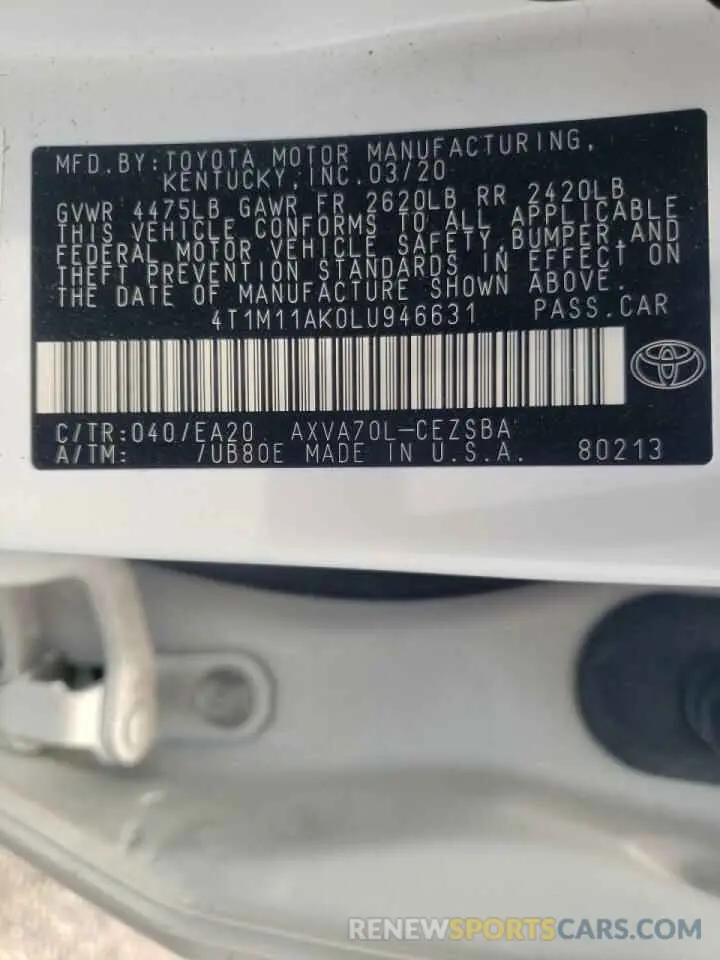 MFD. BY: TOYOTA MOTOR MANUFACTURING,
KENTUCKY, INC. 03/20
GVWR 4475LB GAWR FR 2620LB RR 2420LB
THIS VEHICLE CONFORMS TO ALL APPLICABLE
FEDERAL MOTOR VEHICLE SAFETY, BUMPER, AND
THEFT PREVENTION STANDARDS IN EFFECT ON
THE DATE OF MANUFACTURE SHOWN ABOVE.
4T1M11AK0LU946631 PASS. CAR
C/TR: 040/EA20 AXVA70L-CEZSBA
A/TM: /UB80E MADE IN U.S.A. 80213
RENEWSPORTSCARS.COM